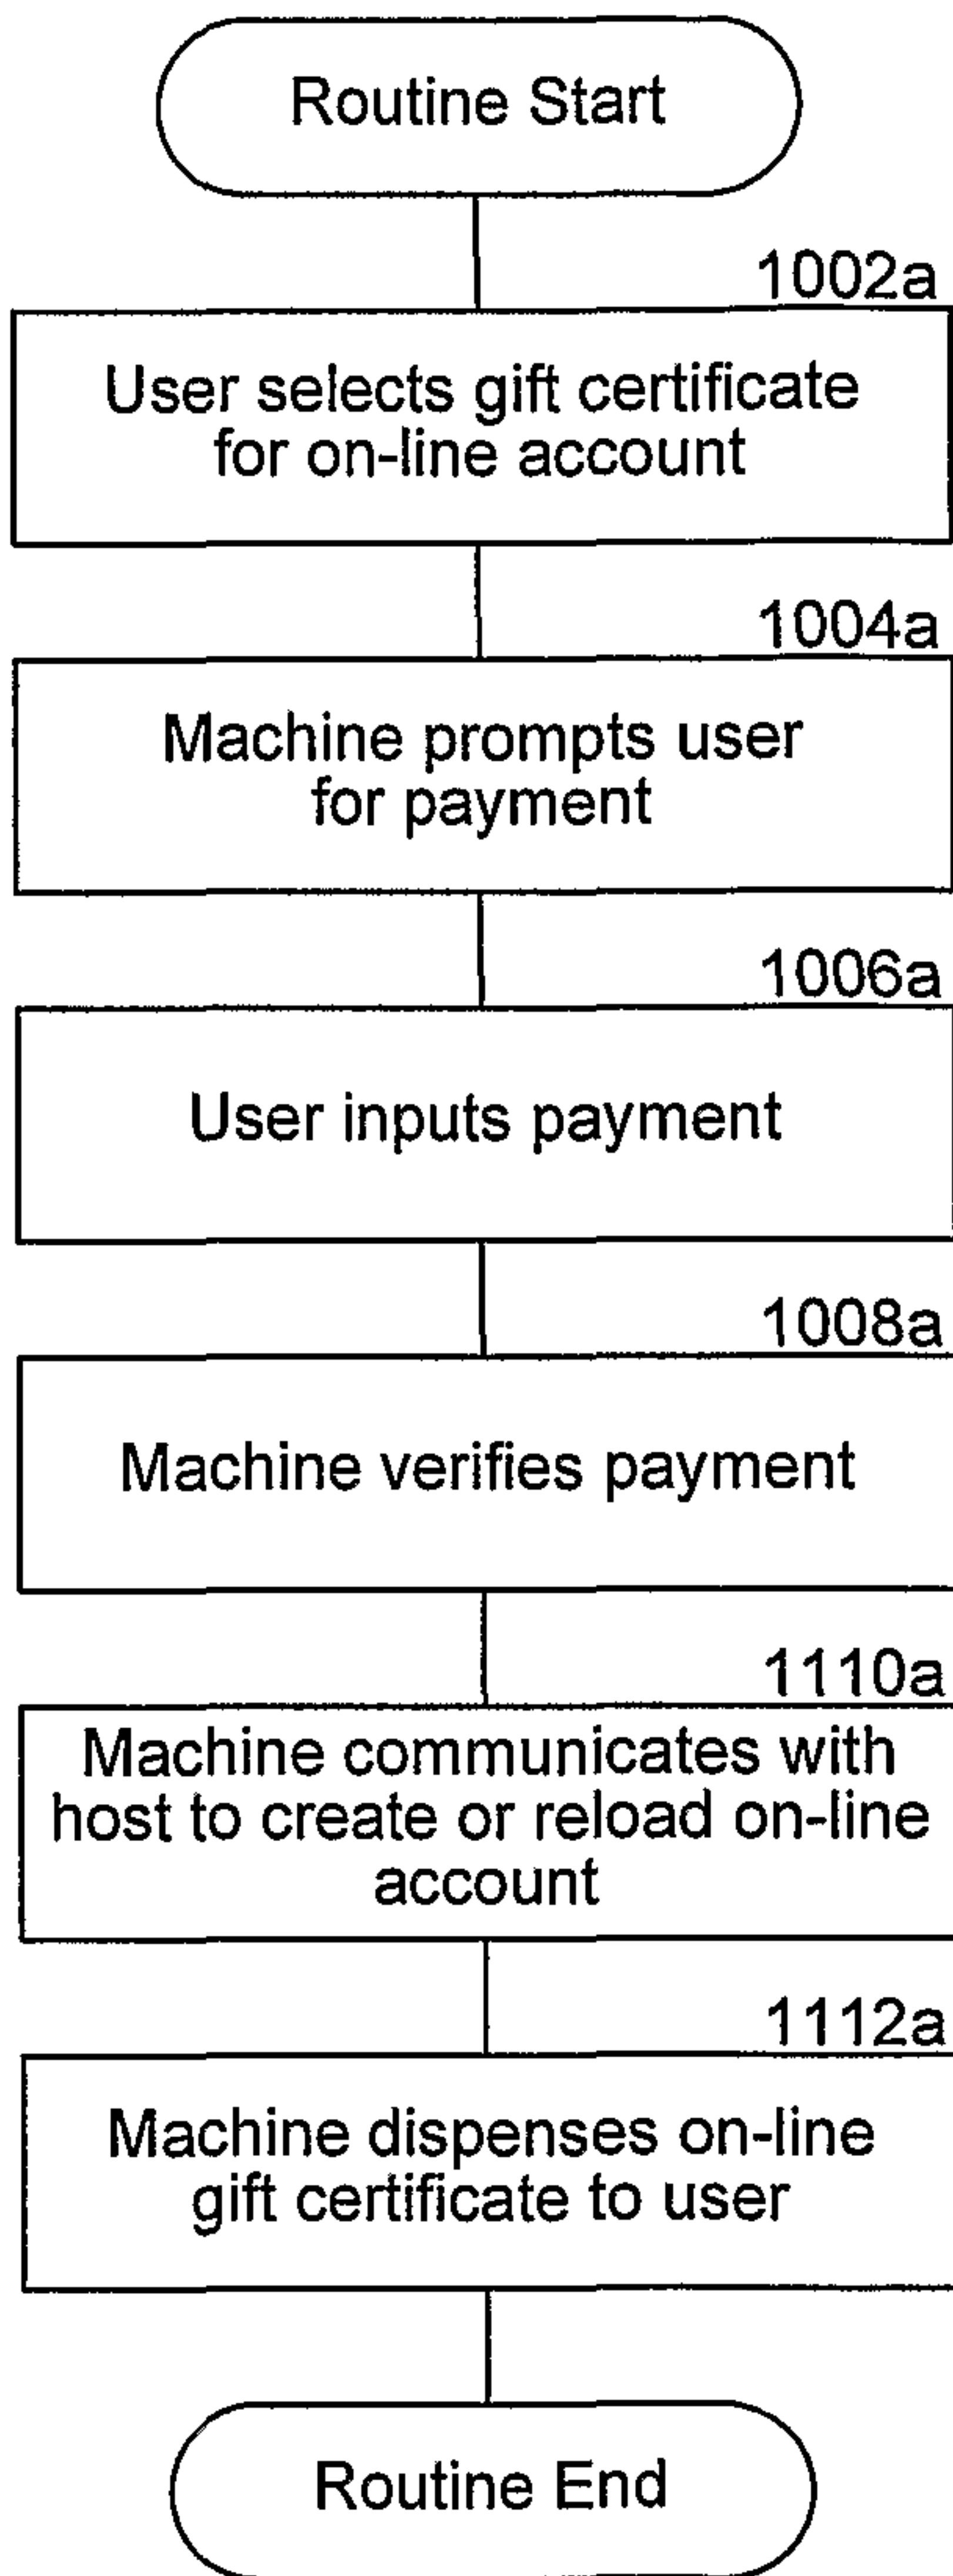 Routine Start
1002a
User selects gift certificate
for on-line account
1004a
Machine prompts user
for payment
1006a
User inputs payment
1008a
Machine verifies payment
1110a
Machine communicates with
host to create or reload on-line
account
1112a
Machine dispenses on-line
gift certificate to user
Routine End